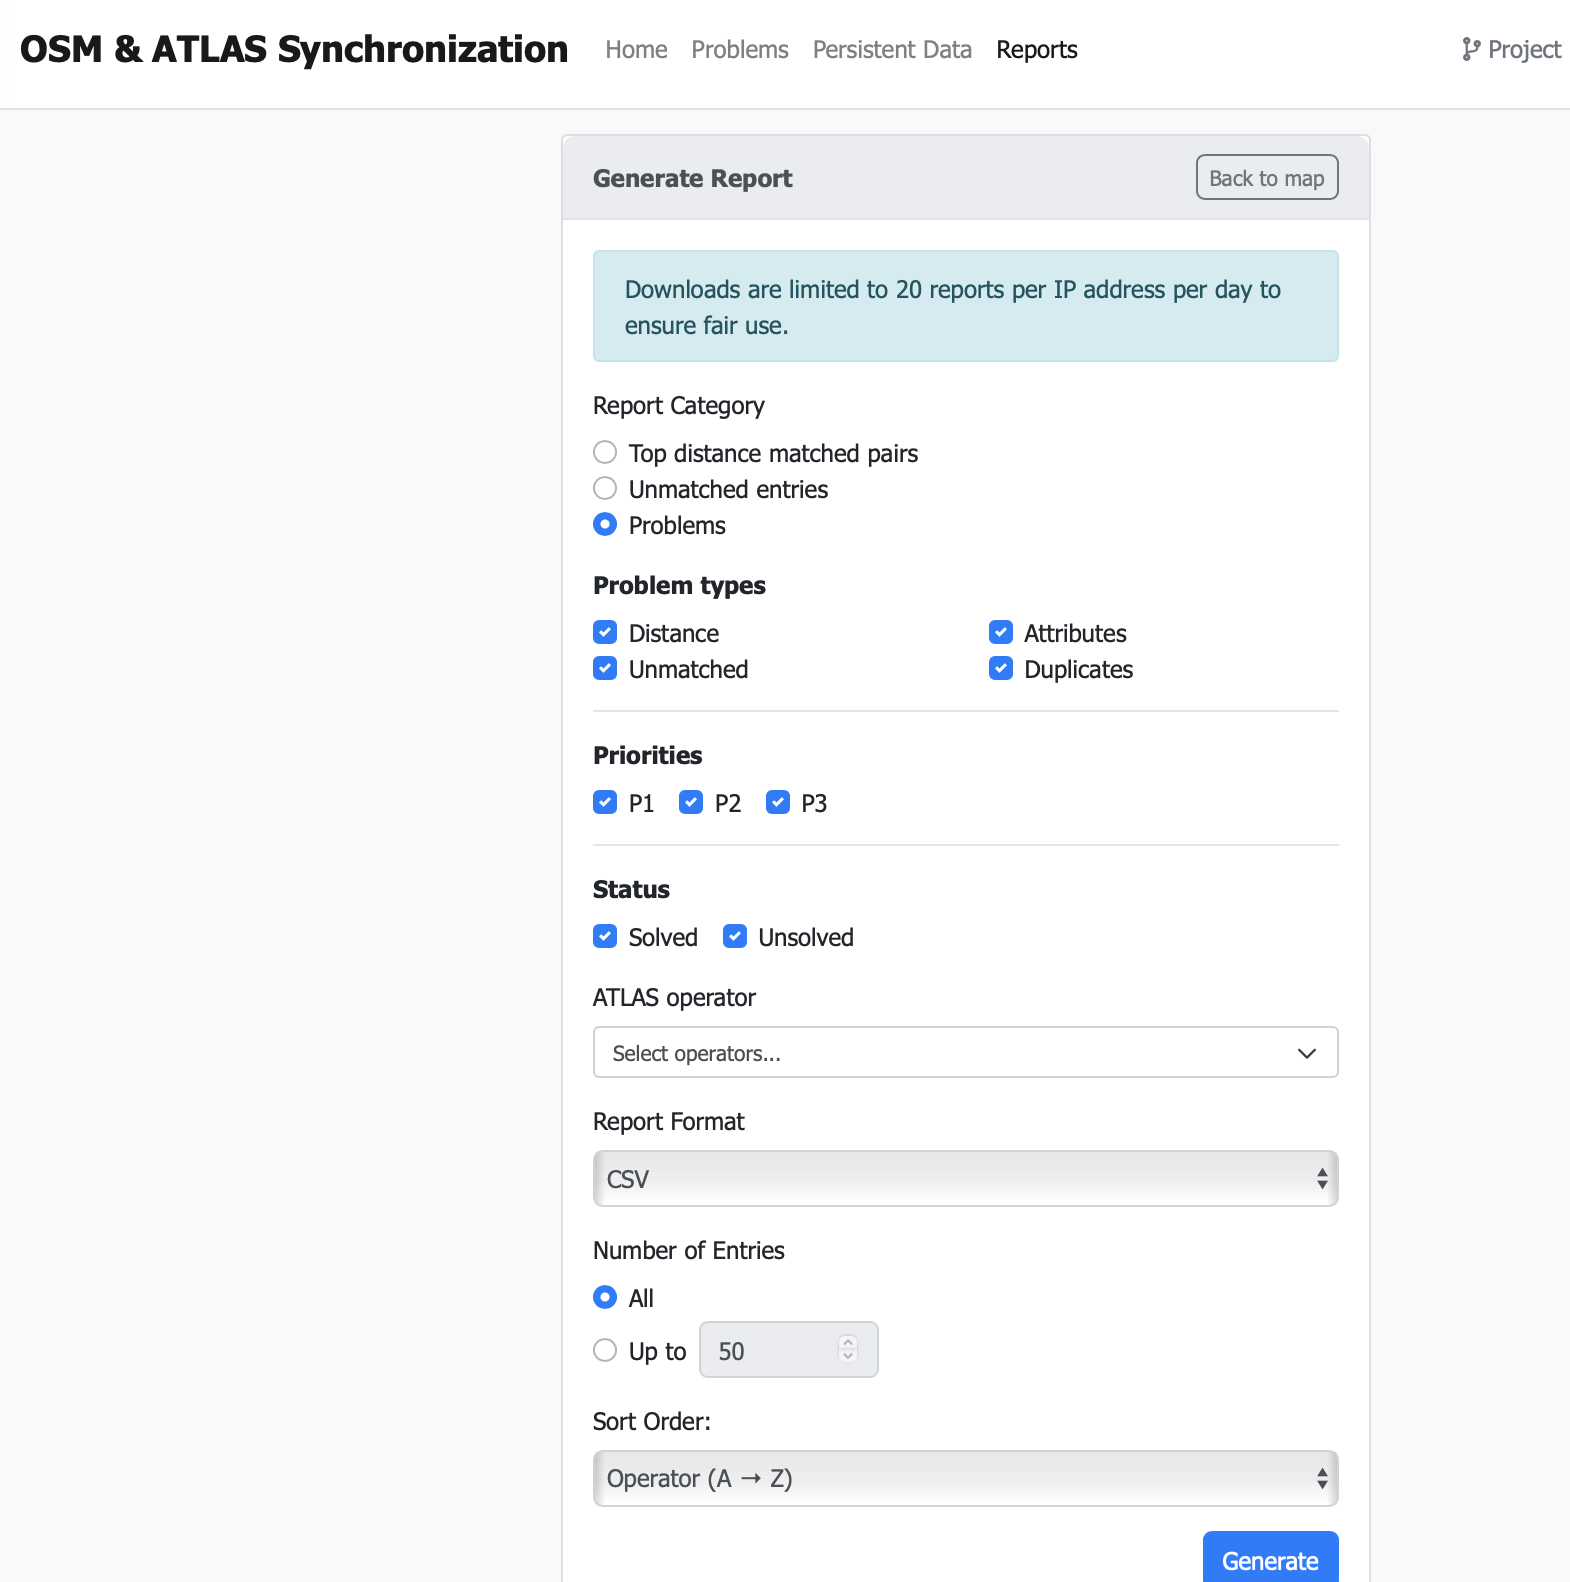 OSM & ATLAS Synchronization Home Problems Persistent Data Reports Project
Generate Report Back to map
Downloads are limited to 20 reports per IP address per day to
ensure fair use.
Report Category
Top distance matched pairs
Unmatched entries
Problems
Problem types
Distance Attributes
Unmatched Duplicates
Priorities
P1 P2 P3
Status
Solved Unsolved
ATLAS operator
Select operators...
Report Format
CSV
Number of Entries
All
Up to 50
Sort Order:
Operator (A → Z)
Generate